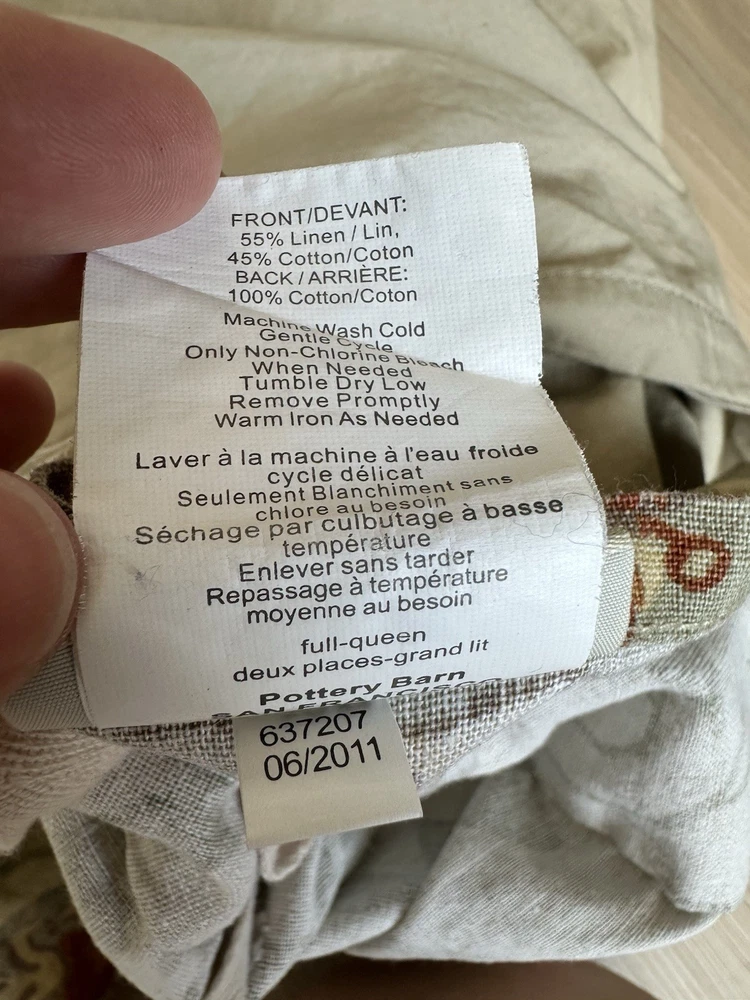 FRONT/DEVANT:
55% Linen / Lin,
45% Cotton/Coton
BACK / ARRIÈRE:
100% Cotton/Coton
Machine Wash Cold
Gentle Cycle
Only Non-Chlorine Bleach
When Needed
Tumble Dry Low
Remove Promptly
Warm Iron As Needed
Laver à la machine à l'eau froide
cycle délicat
Seulement Blanchiment sans
chlore au besoin
Séchage par culbutage à basse
température
Enlever sans tarder
Repassage à température
moyenne au besoin
full-queen
deux places-grand lit
Pottery Barn
SAN FRANCISCO
637207
06/2011